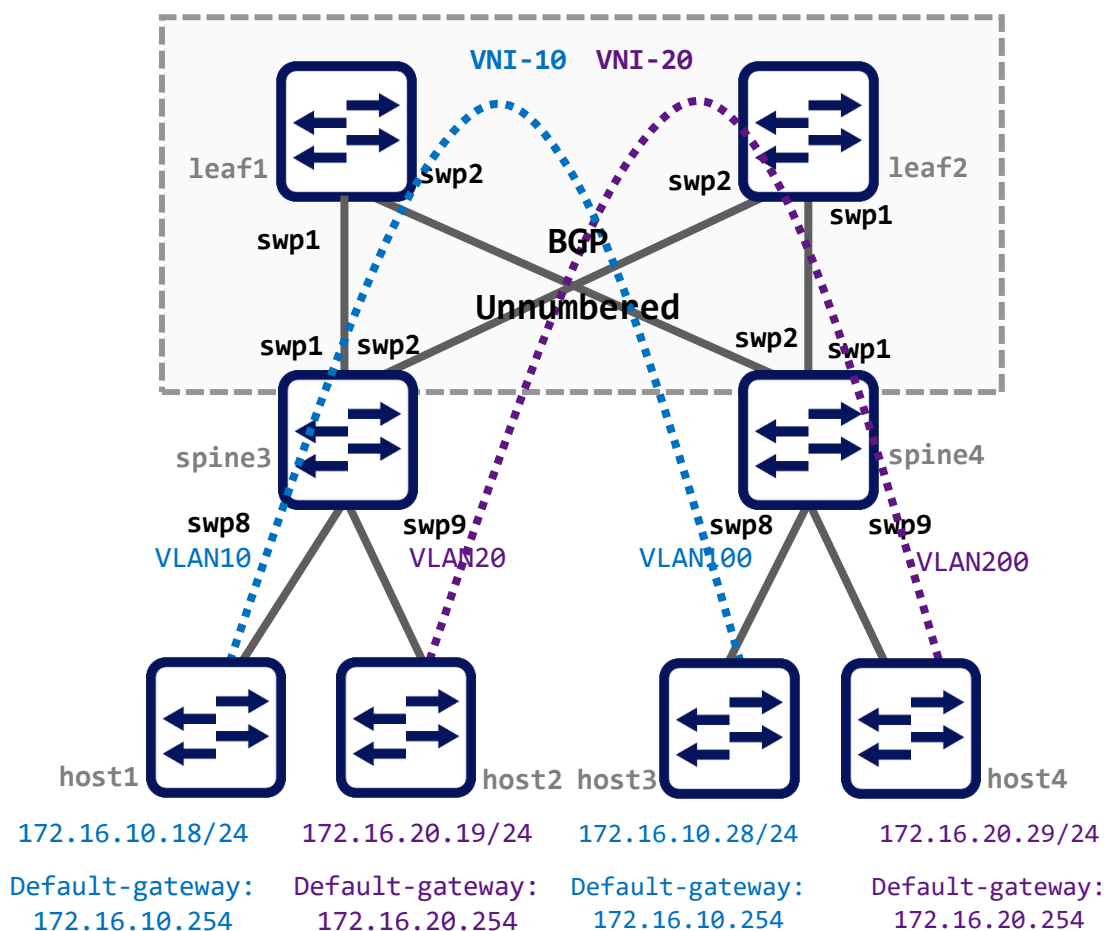 VNI-10 VNI-20
leaf1
swp2
swp2
leaf2
swp1
BGP
swp1
Unnumbered
swp1
swp2
swp2
swp1
spine3
spine4
swp8
swp9
swp8
swp9
VLAN10
VLAN20
VLAN100
VLAN200
host1
host2
host3
host4
172.16.10.18/24
172.16.20.19/24
172.16.10.28/24
172.16.20.29/24
Default-gateway:
172.16.10.254
Default-gateway:
172.16.20.254
Default-gateway:
172.16.10.254
Default-gateway:
172.16.20.254